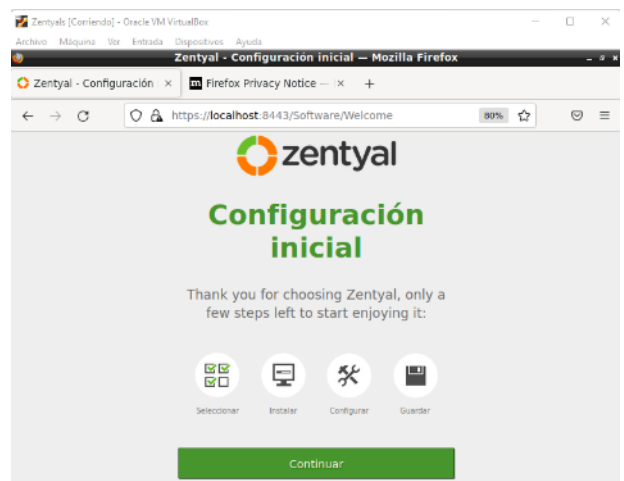 Zentyals [Corriendo] - Oracle VM VirtualBox
Archivo Máquina Ver Entrada Dispositivos Ayuda
Zentyal - Configuración inicial — Mozilla Firefox
Zentyal - Configuración × Firefox Privacy Notice — × +
https://localhost:8443/Software/Welcome 80%
zentyal
Configuración
inicial
Thank you for choosing Zentyal, only a
few steps left to start enjoying it:
Seleccionar Instalar Configurar Guardar
Continuar